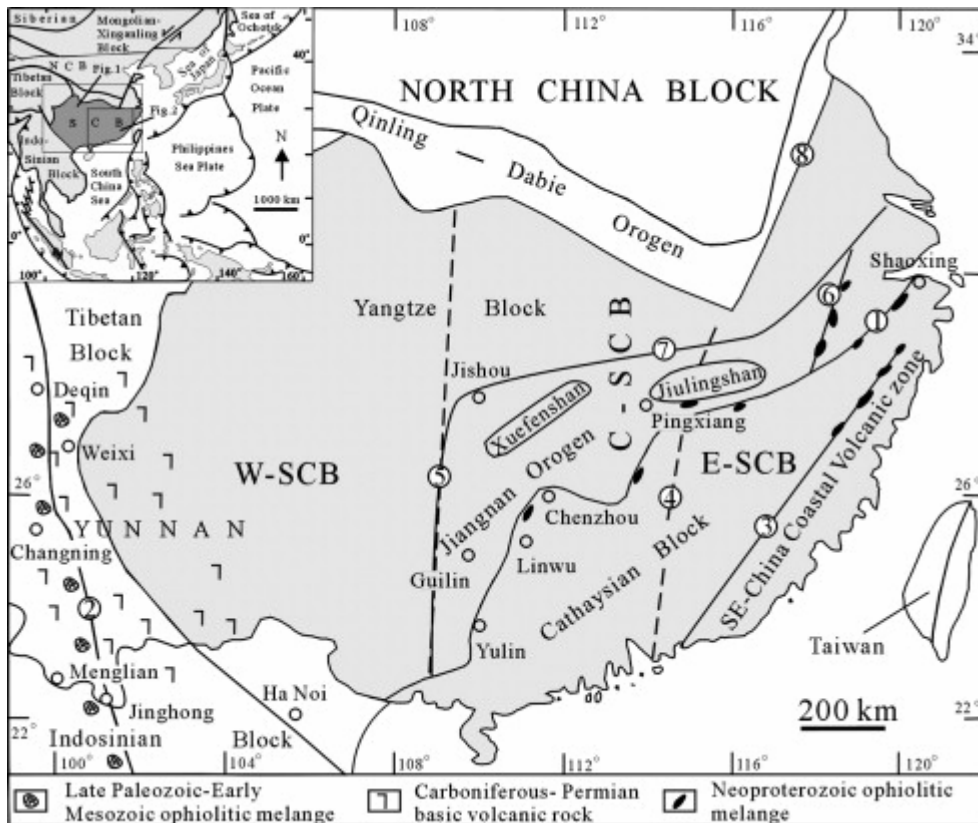 Siberian
Mongolian-
Xinganling
Block
Sea of
Ochotsk
N C B
Fig.1
Sea of
Japan
40°
Tibetan
Block
Pacific
Ocean
Plate
Fig.2
S C B
Indo-
Sinian
Block
Philippines
Sea Plate
N
South
China
Sea
1000 km
0°
100°
120°
140°
160°
108°
112°
120°
34°
NORTH CHINA BLOCK
Qinling — Dabie Orogen
8
Shaoxing
Yangtze Block
6
1
Tibetan
Block
C-SCB
7
Jishou
Jiulingshan
Deqin
Xuefenshan
Pingxiang
Weixi
W-SCB
E-SCB
SE-China Coastal Volcanic zone
26°
5
4
26°
Jiangnan Orogen
Chenzhou
3
YUNNAN
Changning
Linwu
Guilin
Cathaysian Block
2
Yulin
Taiwan
Menglian
Jinghong
Ha Noi
200 km
22°
22°
Indosinian Block
100°
104°
108°
112°
116°
120°
Late Paleozoic-Early
Mesozoic ophiolitic melange
Carboniferous- Permian
basic volcanic rock
Neoproterozoic ophiolitic
melange